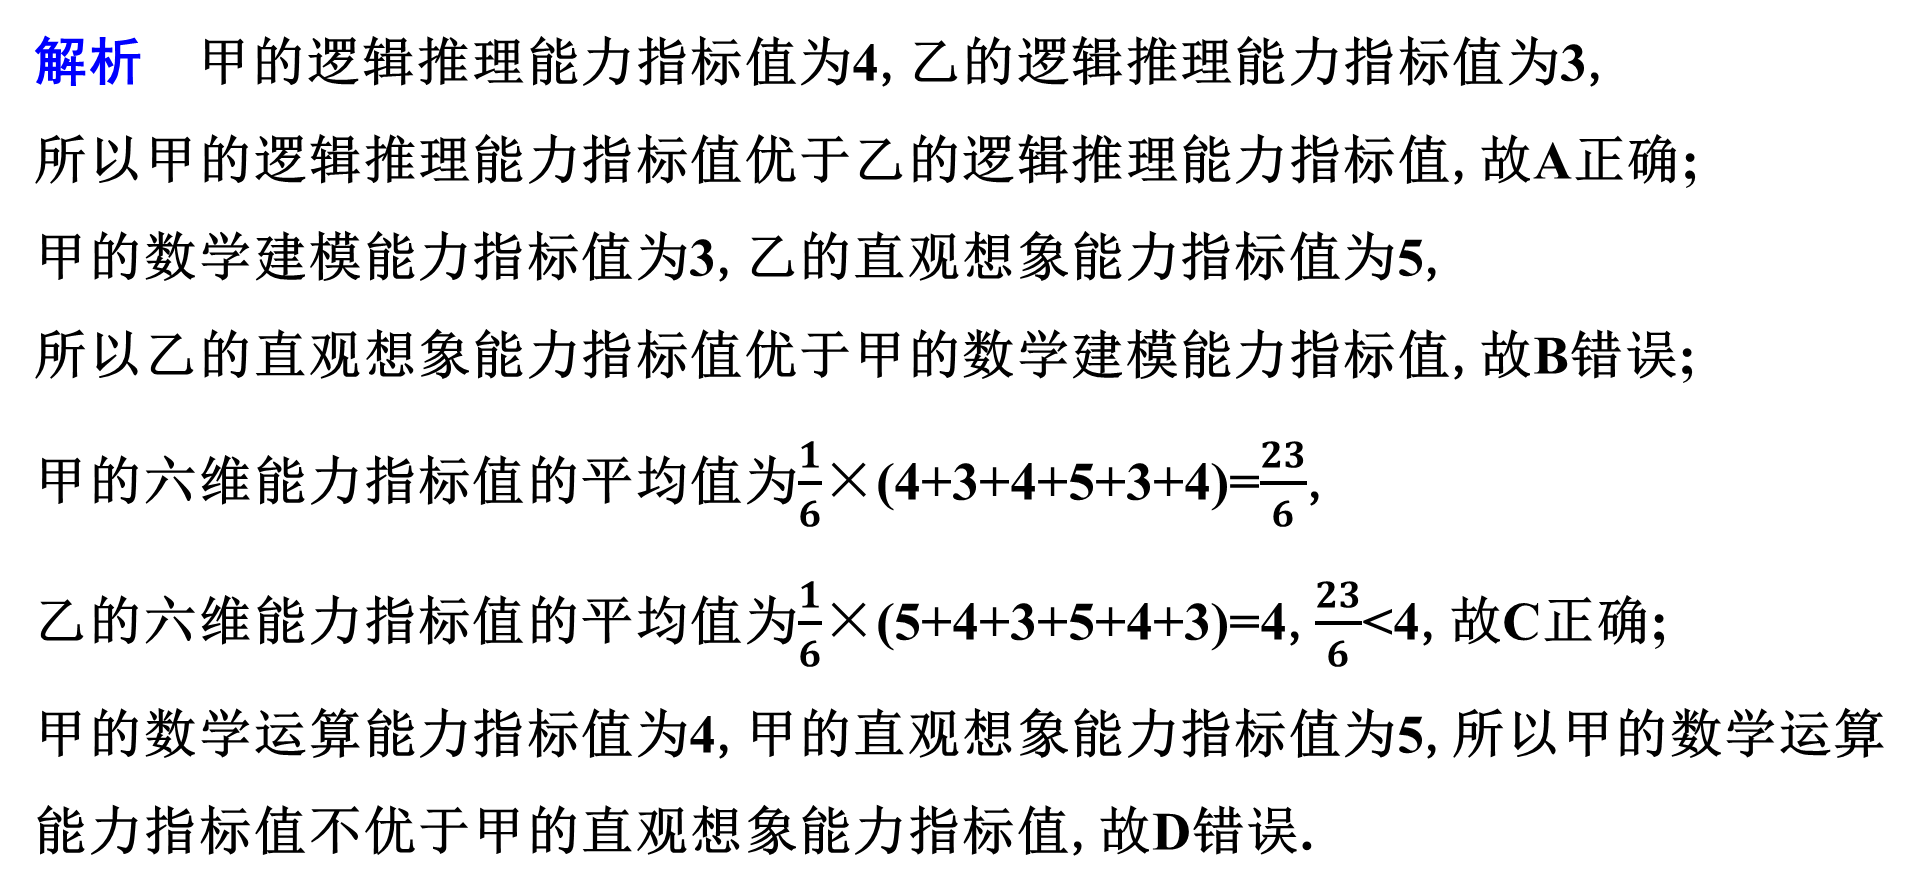 解析　甲的逻辑推理能力指标值为4, 乙的逻辑推理能力指标值为3,
所以甲的逻辑推理能力指标值优于乙的逻辑推理能力指标值, 故A正确;
甲的数学建模能力指标值为3, 乙的直观想象能力指标值为5,
所以乙的直观想象能力指标值优于甲的数学建模能力指标值, 故B错误;
甲的六维能力指标值的平均值为1/6×(4+3+4+5+3+4)=23/6,
乙的六维能力指标值的平均值为1/6×(5+4+3+5+4+3)=4, 23/6<4, 故C正确;
甲的数学运算能力指标值为4, 甲的直观想象能力指标值为5, 所以甲的数学运算
能力指标值不优于甲的直观想象能力指标值, 故D错误.